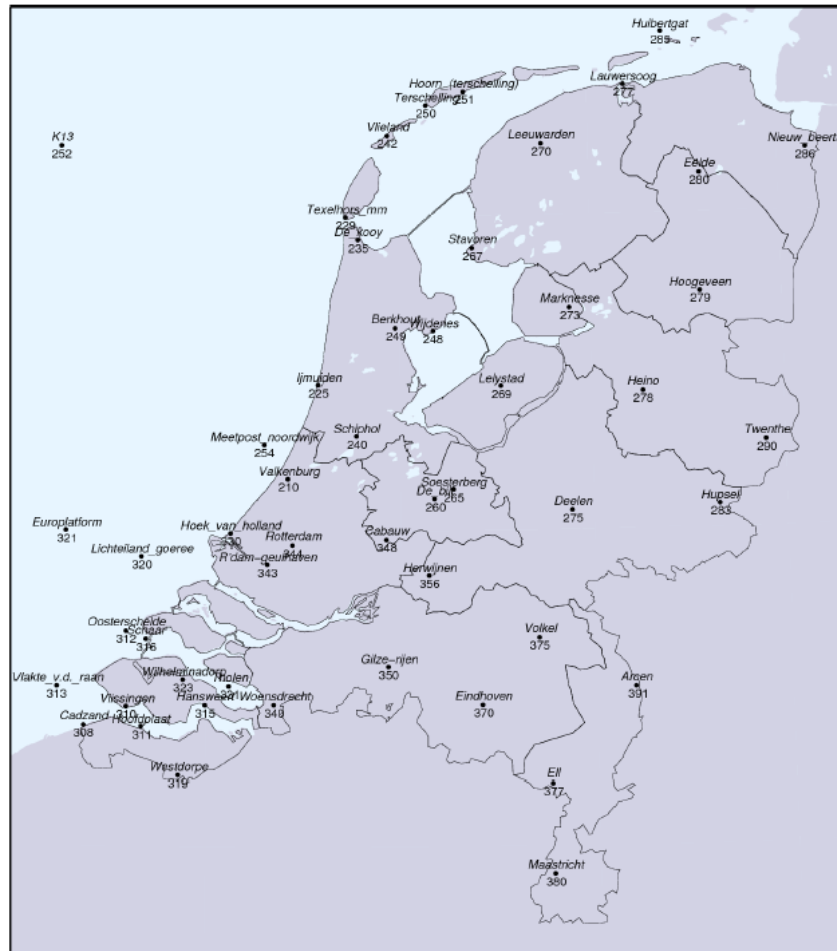 Huibertgat
285
Lauwersoog
277
Hoorn_(terschelling)
251
Terschelling
250
Vlieland
242
K13
252
Leeuwarden
270
Nieuw_beerta
286
Eelde
280
Texelhors_mm
229
De_kooy
235
Stavoren
267
Hoogeveen
279
Marknesse
273
Berkhout
249
Wijdenes
248
Ijmuiden
225
Lelystad
269
Heino
278
Schiphol
240
Twenthe
290
Meetpost_noordwijk
254
Valkenburg
210
Soesterberg
265
De_bilt
260
Deelen
275
Hupsel
283
Europlatform
321
Hoek_van_holland
330
Rotterdam
344
Cabauw
348
Lichteiland_goeree
320
R'dam-geulhaven
343
Herwijnen
356
Oosterschelde
312
Schaar
316
Volkel
375
Gilze-rijen
350
Vlakte_v.d._raan
313
Wilhelminadorp
323
Tholen
Arcen
391
Vlissingen
310
Hansweert
315
Woensdrecht
340
Eindhoven
370
Cadzand
308
Hoofdplaat
311
Westdorpe
319
Ell
377
Maastricht
380